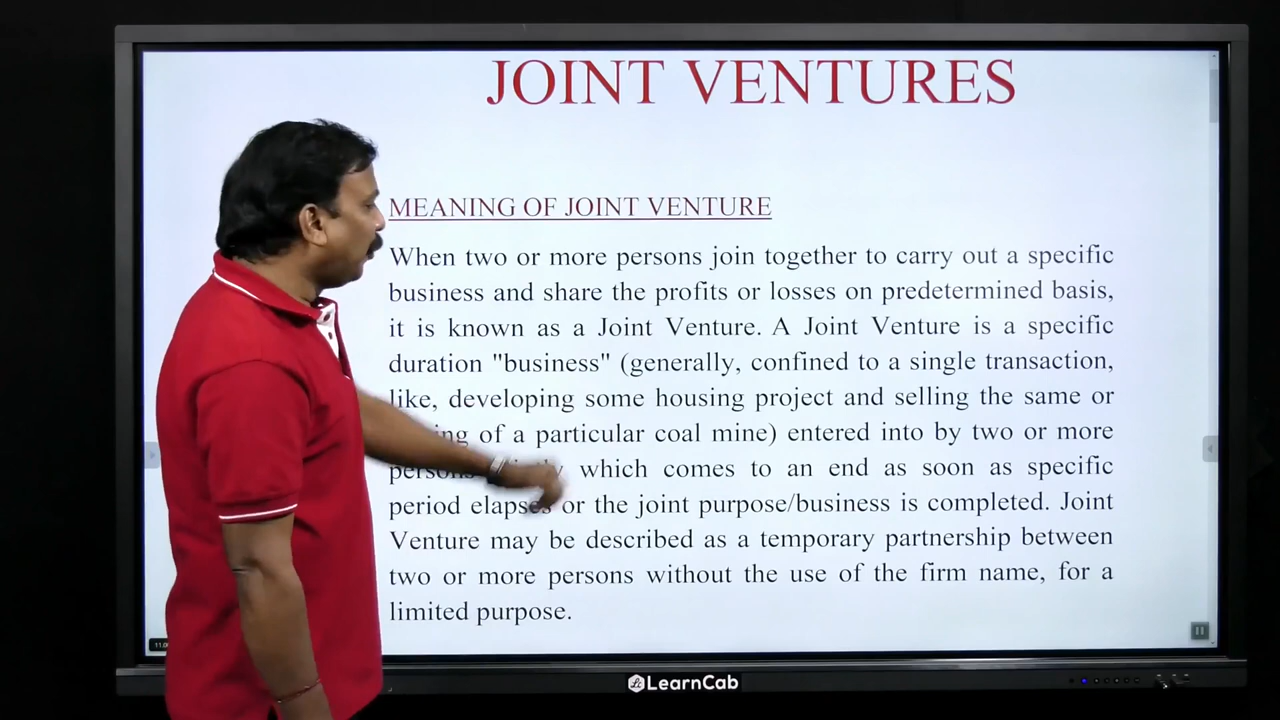 JOINT VENTURES
MEANING OF JOINT VENTURE
When two or more persons join together to carry out a specific
business and share the profits or losses on predetermined basis,
it is known as a Joint Venture. A Joint Venture is a specific
duration "business" (generally, confined to a single transaction,
like, developing some housing project and selling the same or
of a particular coal mine) entered into by two or more
persons which comes to an end as soon as specific
period elapses or the joint purpose/business is completed. Joint
Venture may be described as a temporary partnership between
two or more persons without the use of the firm name, for a
limited purpose.
LearnCab